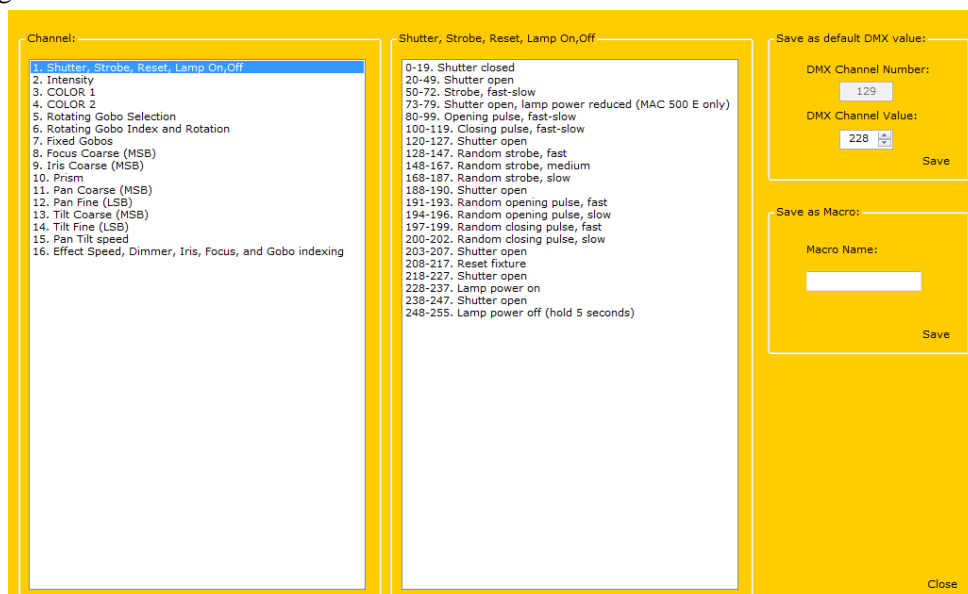 Channel:
1. Shutter, Strobe, Reset, Lamp On,Off
2. Intensity
3. COLOR 1
4. COLOR 2
5. Rotating Gobo Selection
6. Rotating Gobo Index and Rotation
7. Fixed Gobos
8. Focus Coarse (MSB)
9. Iris Coarse (MSB)
10. Prism
11. Pan Coarse (MSB)
12. Pan Fine (LSB)
13. Tilt Coarse (MSB)
14. Tilt Fine (LSB)
15. Pan Tilt speed
16. Effect Speed, Dimmer, Iris, Focus, and Gobo indexing
Shutter, Strobe, Reset, Lamp On,Off
0-19. Shutter closed
20-49. Shutter open
50-72. Strobe, fast-slow
73-79. Shutter open, lamp power reduced (MAC 500 E only)
80-99. Opening pulse, fast-slow
100-119. Closing pulse, fast-slow
120-127. Shutter open
128-147. Random strobe, fast
148-167. Random strobe, medium
168-187. Random strobe, slow
188-190. Shutter open
191-193. Random opening pulse, fast
194-196. Random opening pulse, slow
197-199. Random closing pulse, fast
200-202. Random closing pulse, slow
203-207. Shutter open
208-217. Reset fixture
218-227. Shutter open
228-237. Lamp power on
238-247. Shutter open
248-255. Lamp power off (hold 5 seconds)
Save as default DMX value:
DMX Channel Number:
129
DMX Channel Value:
228
Save
Save as Macro:
Macro Name:
Save
Close